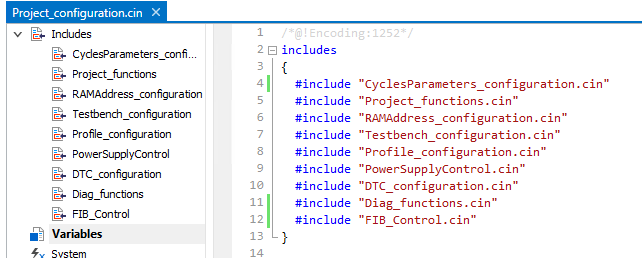 Project_configuration.cin
Includes
CyclesParameters_confi...
Project_functions
RAMAddress_configuration
Testbench_configuration
Profile_configuration
PowerSupplyControl
DTC_configuration
Diag_functions
FIB_Control
Variables
System
1 /*@!Encoding:1252*/
2 includes
3 {
4 #include "CyclesParameters_configuration.cin"
5 #include "Project_functions.cin"
6 #include "RAMAddress_configuration.cin"
7 #include "Testbench_configuration.cin"
8 #include "Profile_configuration.cin"
9 #include "PowerSupplyControl.cin"
10 #include "DTC_configuration.cin"
11 #include "Diag_functions.cin"
12 #include "FIB_Control.cin"
13 }
14